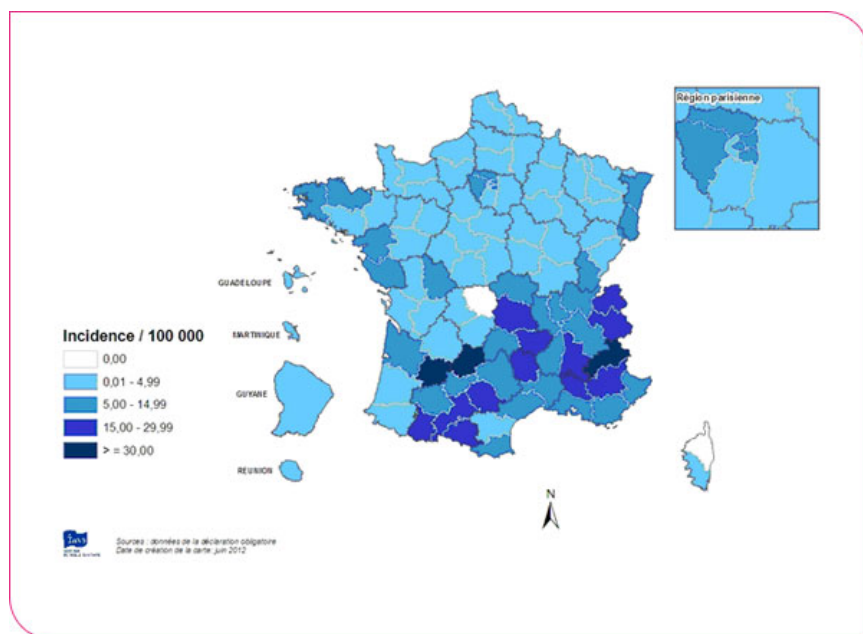 Région parisienne
GUADELOUPE
MARTINIQUE
GUYANE
REUNION
Incidence / 100 000
0,00
0,01 - 4,99
5,00 - 14,99
15,00 - 29,99
> = 30,00
N
Sources : données de la déclaration obligatoire
Date de création de la carte: juin 2012